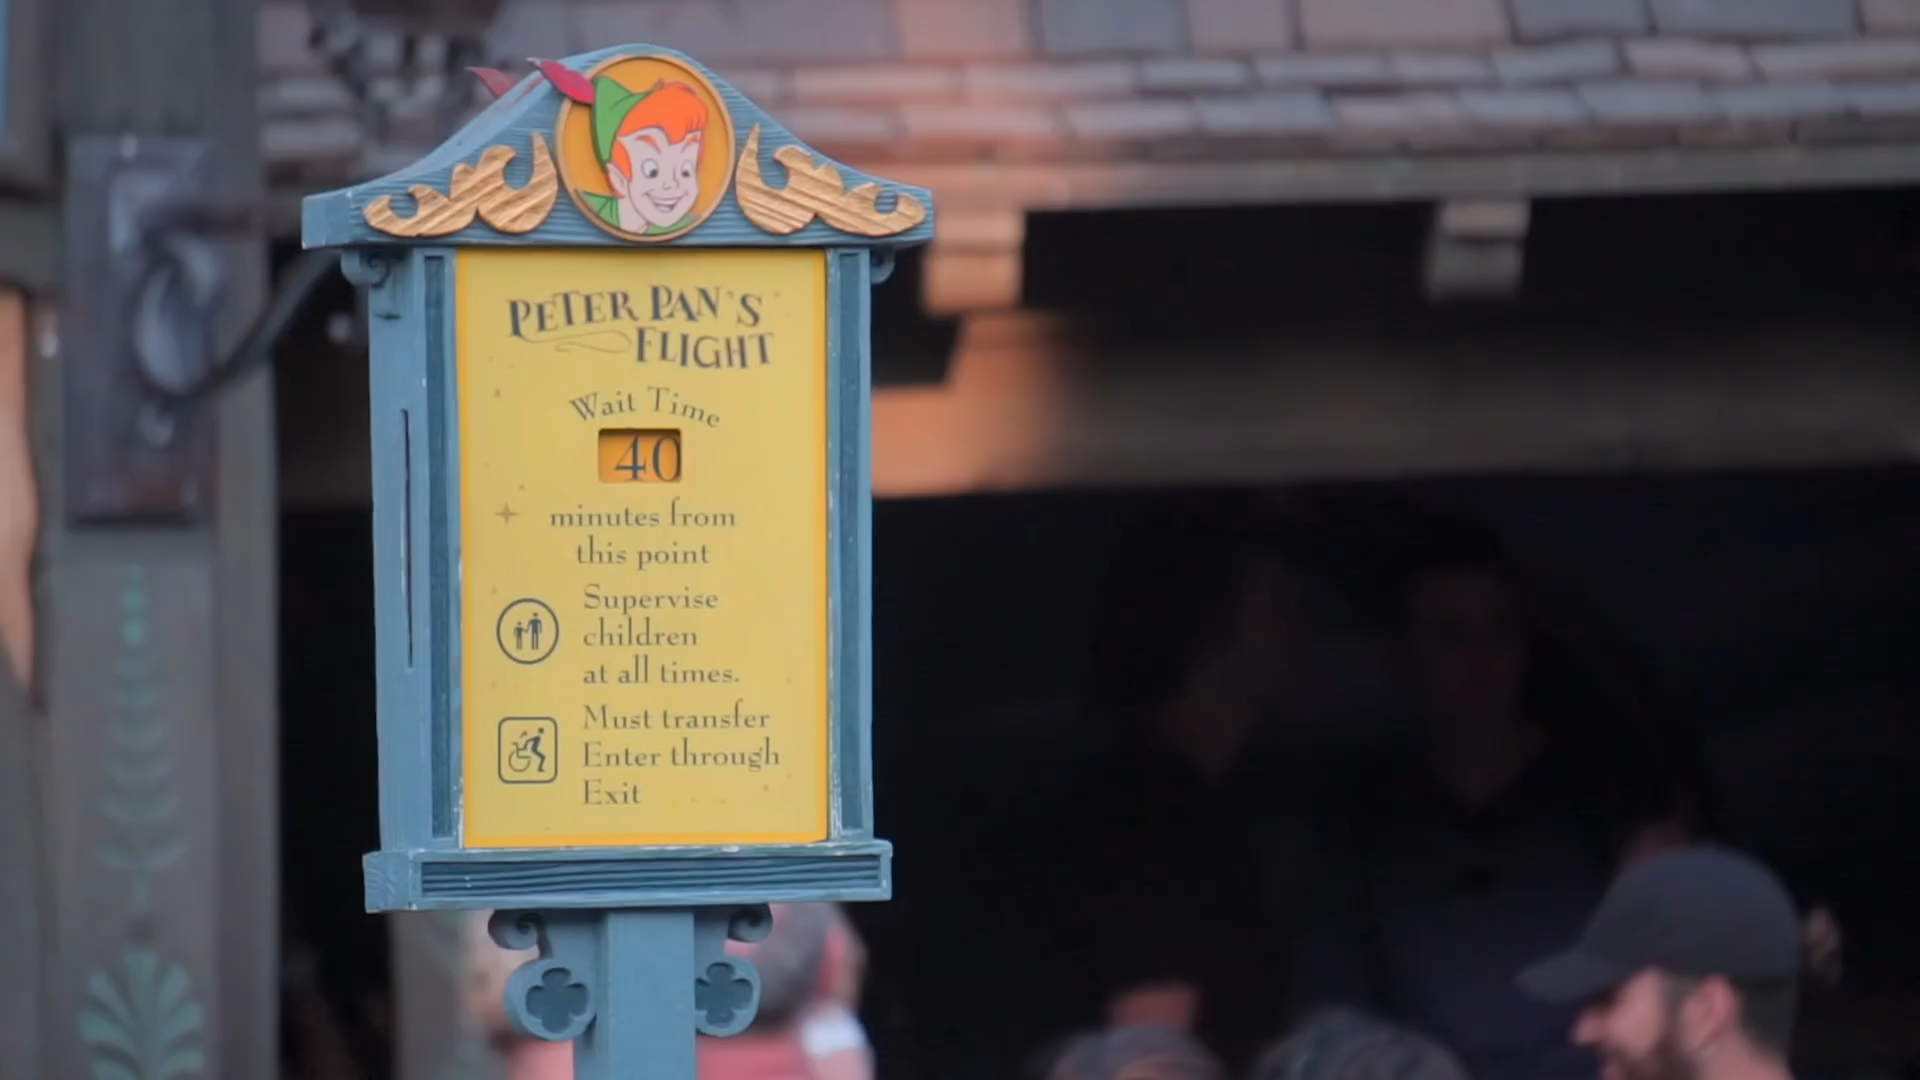 PETER PAN'S
FLIGHT
Wait Time
40
minutes from
this point
Supervise
children
at all times.
Must transfer
Enter through
Exit